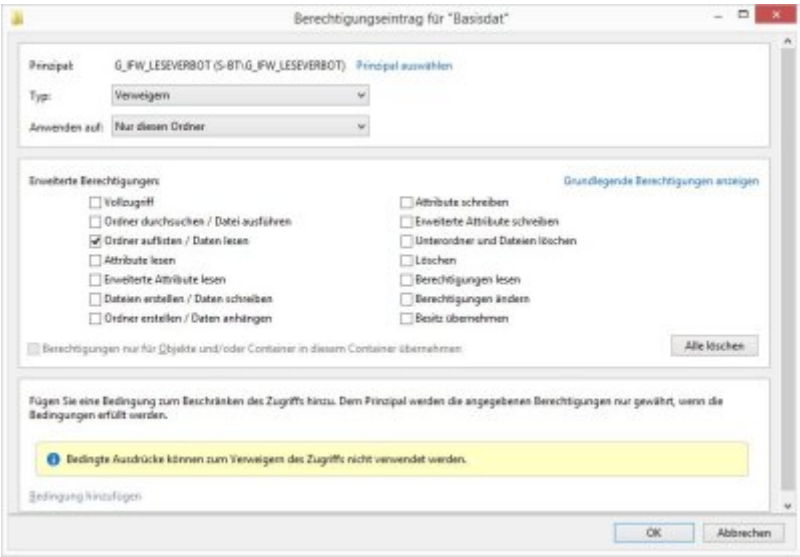 Berechtigungseintrag für "Basisdat"
Prinzipal: G_IFW_LESEVERBOT (S-BT\G_IFW_LESEVERBOT) Prinzipal auswählen
Typ: Verweigern
Anwenden auf: Nur diesen Ordner
Erweiterte Berechtigungen: Grundlegende Berechtigungen anzeigen
Vollzugriff
Ordner durchsuchen / Datei ausführen
Ordner auflisten / Daten lesen
Attribute lesen
Erweiterte Attribute lesen
Dateien erstellen / Daten schreiben
Ordner erstellen / Daten anhängen
Attribute schreiben
Erweiterte Attribute schreiben
Unterordner und Dateien löschen
Löschen
Berechtigungen lesen
Berechtigungen ändern
Besitz übernehmen
Berechtigungen nur für Objekte und/oder Container in diesem Container übernehmen
Alle löschen
Fügen Sie eine Bedingung zum Beschränken des Zugriffs hinzu. Dem Prinzipal werden die angegebenen Berechtigungen nur gewährt, wenn die
Bedingungen erfüllt werden.
Bedingte Ausdrücke können zum Verweigern des Zugriffs nicht verwendet werden.
Bedingung hinzufügen
OK Abbrechen